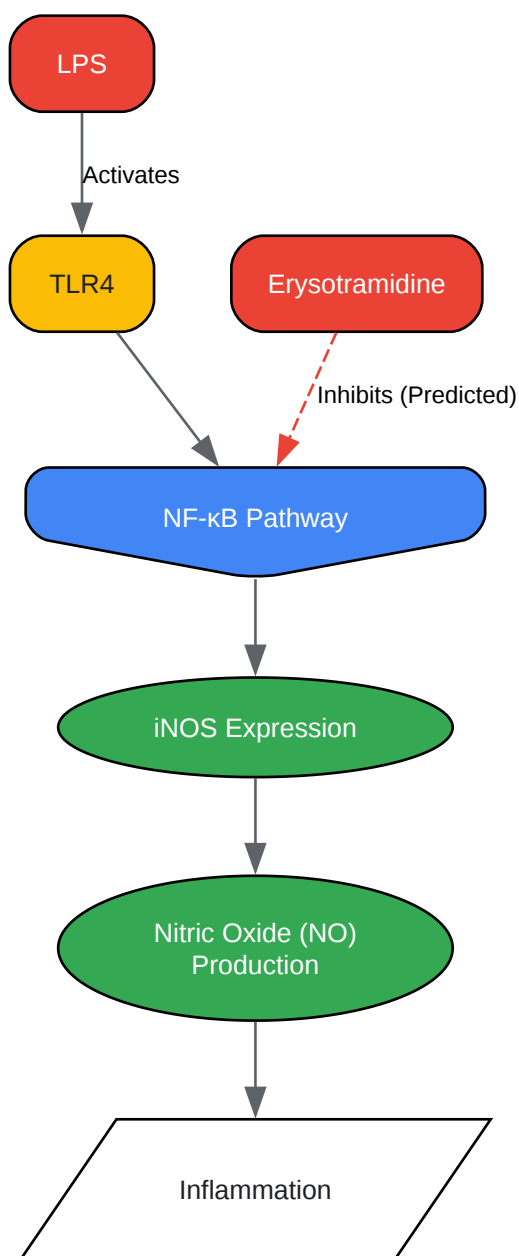 LPS
Activates
TLR4
Erysotramidine
Inhibits (Predicted)
NF-κB Pathway
iNOS Expression
Nitric Oxide (NO)
Production
Inflammation